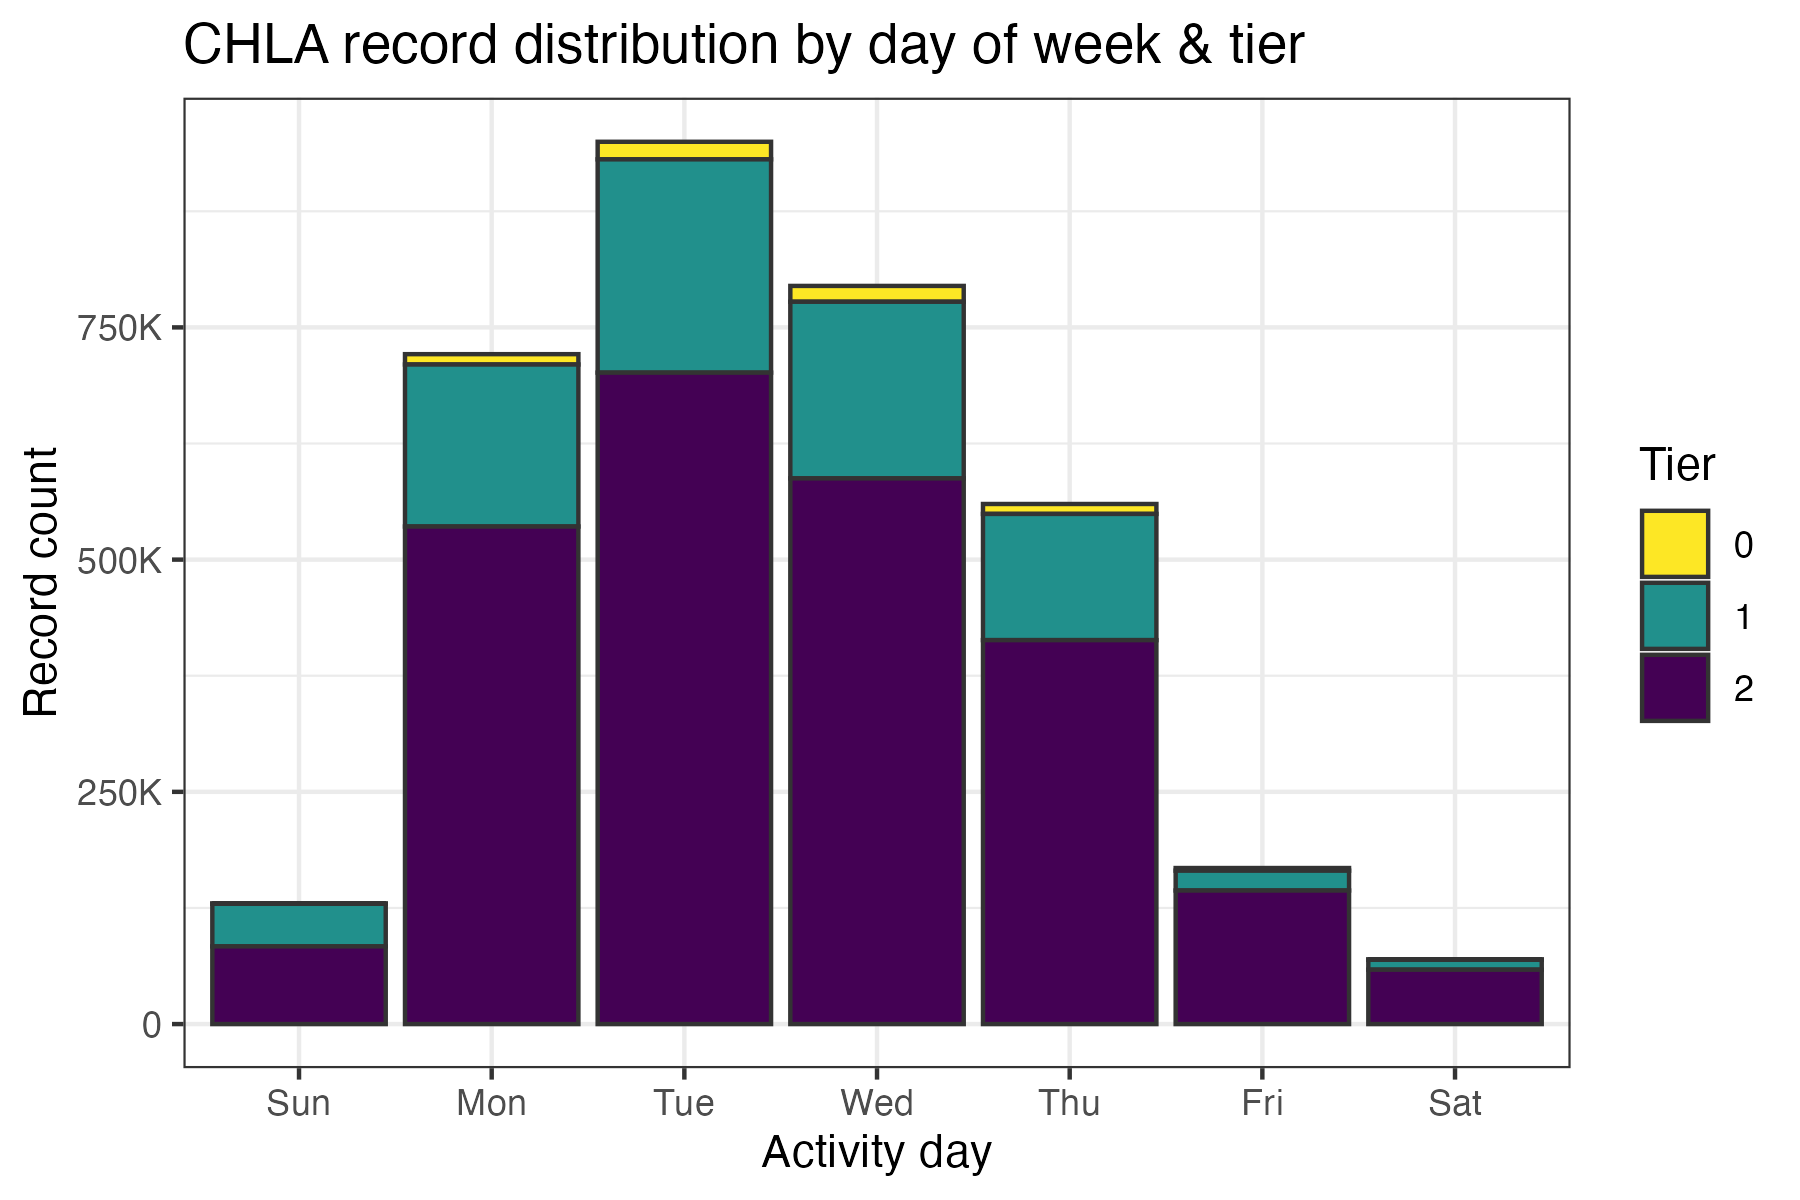 CHLA record distribution by day of week & tier
Record count
750K
500K
250K
0
Sun Mon Tue Wed Thu Fri Sat
Activity day
Tier
0
1
2